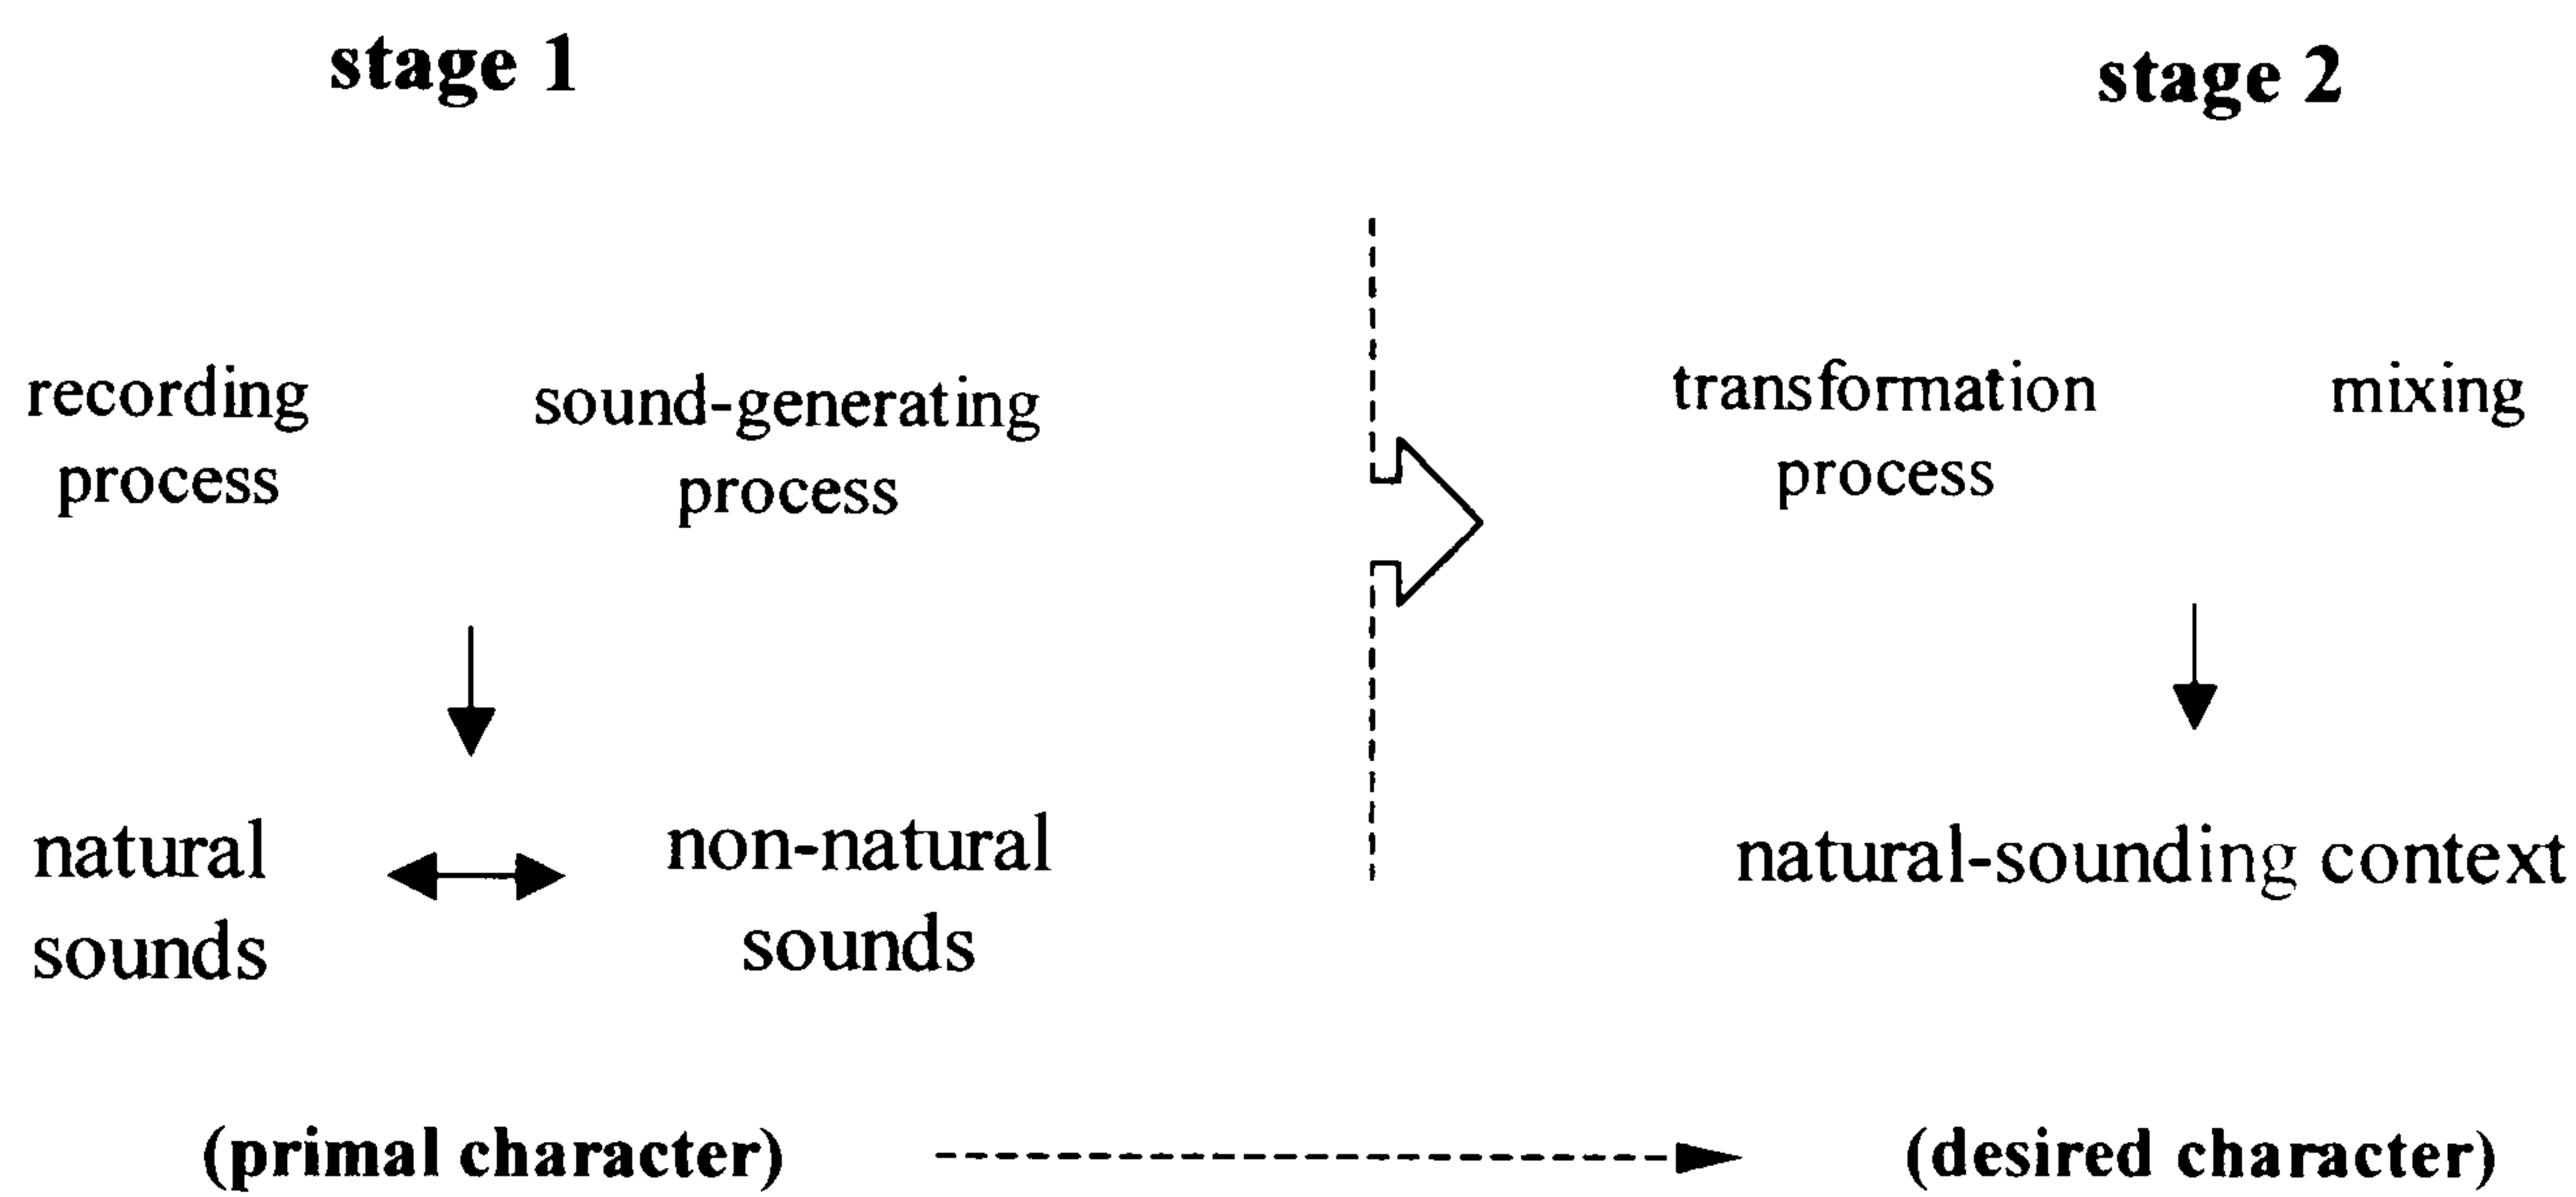 stage 1
stage 2
recording
process
sound-generating
process
transformation
process
mixing
natural
sounds
non-natural
sounds
natural-sounding context
(primal character)
(desired character)